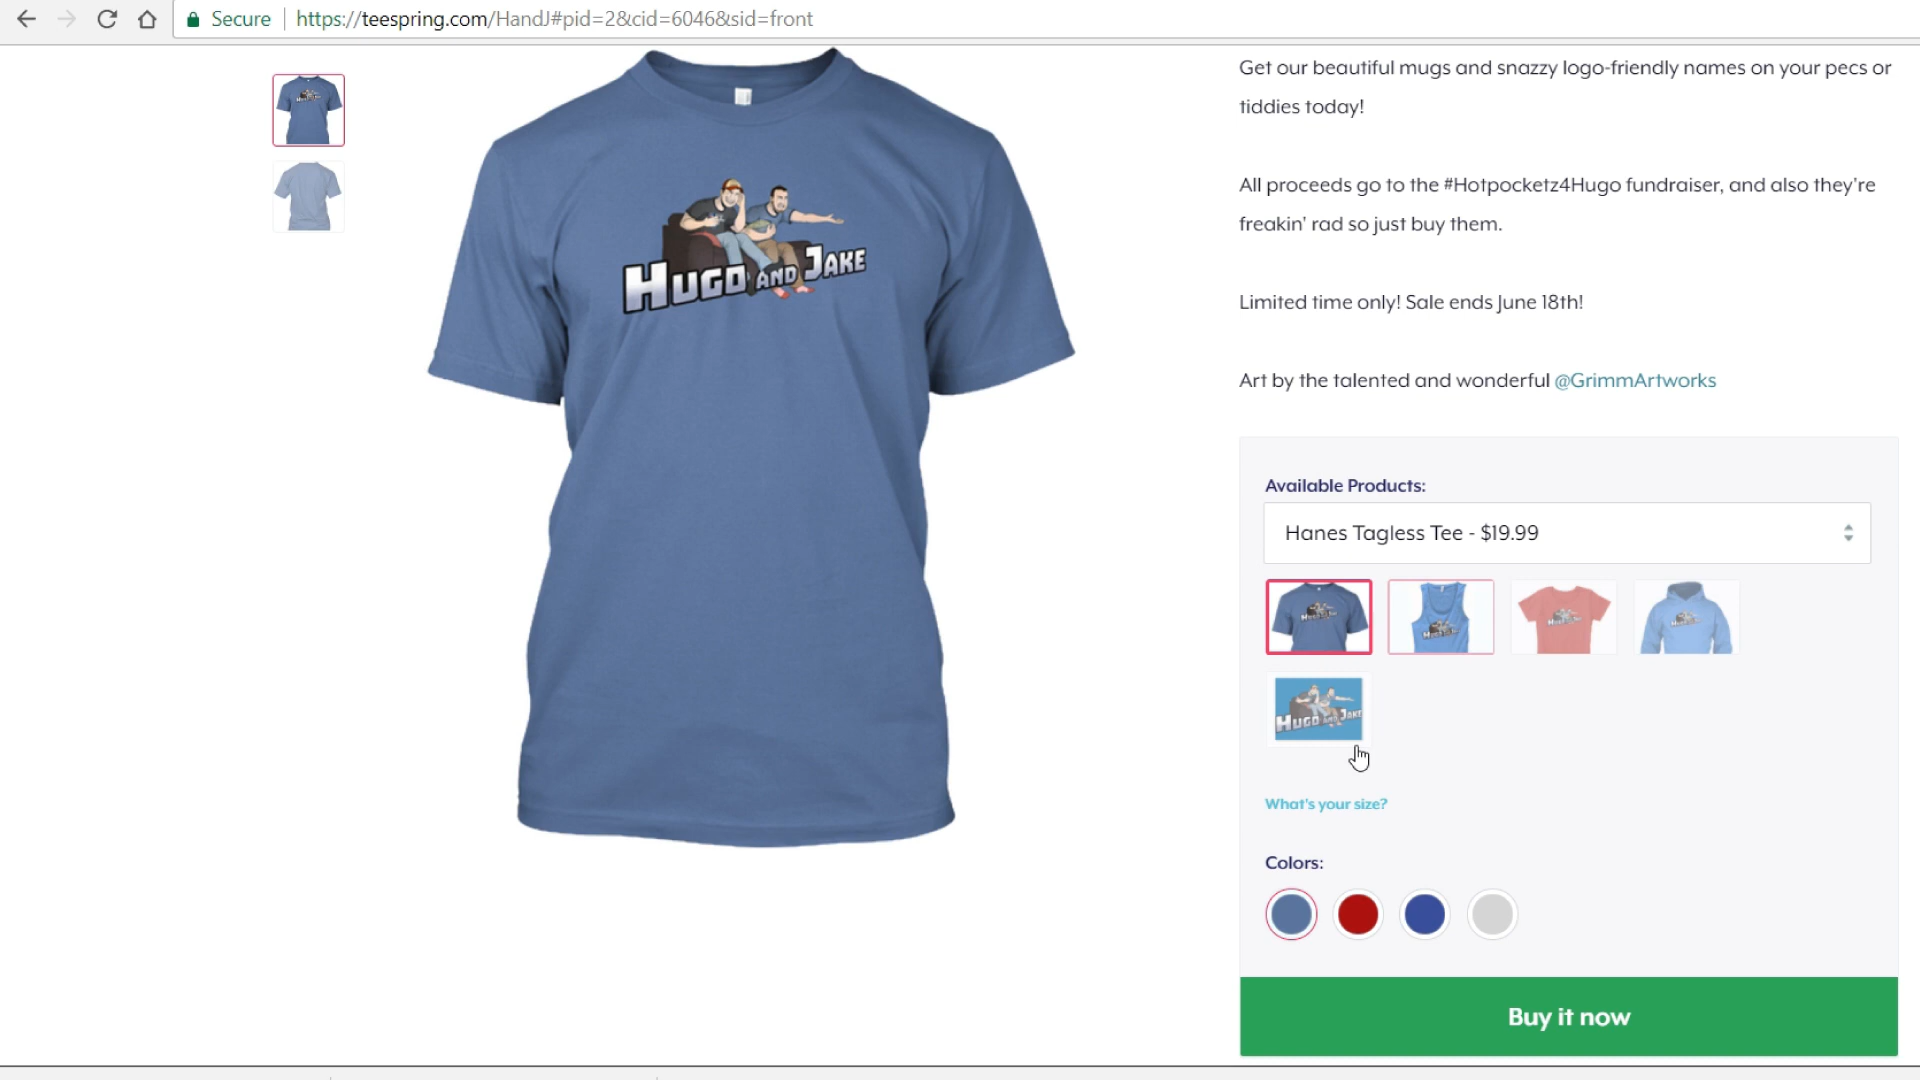 Secure
https://teespring.com/HandJ#pid=2&cid=6046&sid=front
Get our beautiful mugs and snazzy logo-friendly names on your pecs or
tiddies today!
All proceeds go to the #Hotpocketz4Hugo fundraiser, and also they're
freakin' rad so just buy them.
Limited time only! Sale ends June 18th!
Art by the talented and wonderful @GrimmArtworks
HUGO AND JAKE
Available Products:
Hanes Tagless Tee - $19.99
HUGO AND JAKE
What's your size?
Colors:
Buy it now